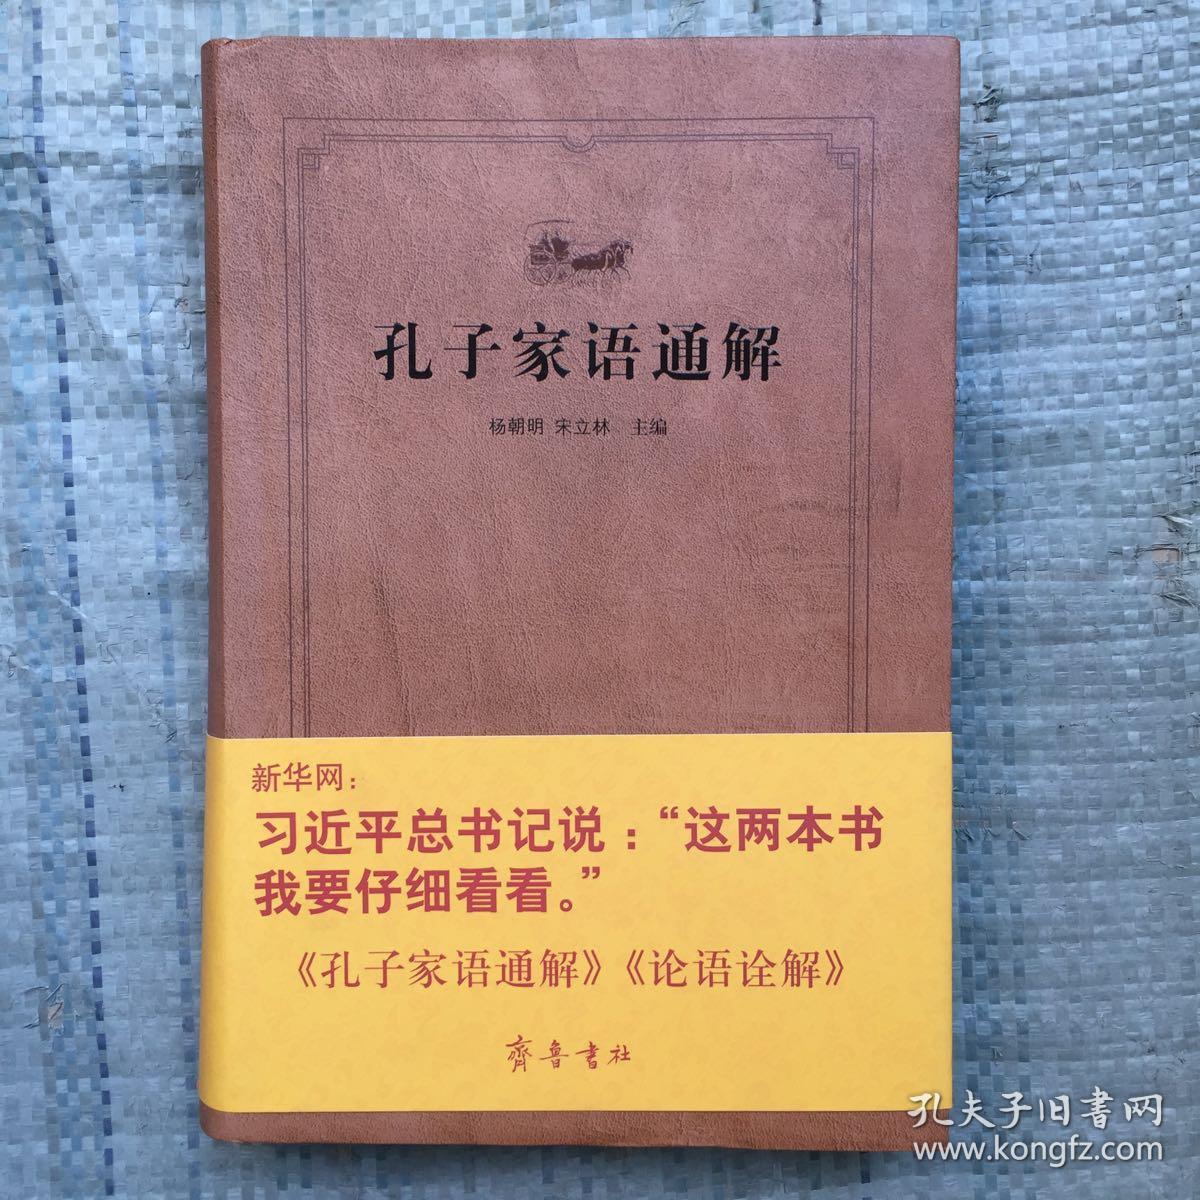 孔子家语通解
杨朝明 宋立林 主编
新华网：
习近平总书记说：“这两本书
我要仔细看看。”
《孔子家语通解》《论语诠解》
齊鲁書社
孔夫子旧書网
www.kongfz.com